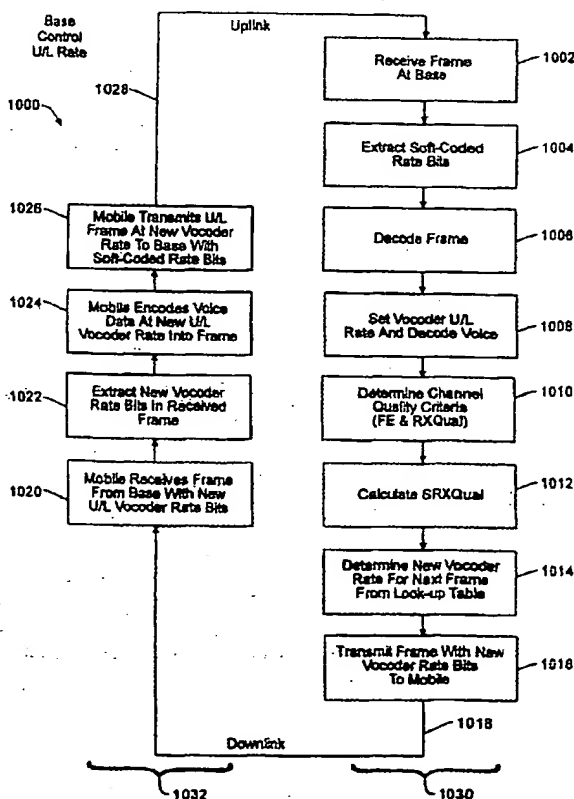 Base
Control
U/L Rate
1000
1028
Uplink
Receive Frame
At Base
1002
Extract Soft-Coded
Rate Bits
1004
Decode Frame
1006
Set Vocoder U/L
Rate And Decode Voice
1008
Determine Channel
Quality Criteria
(FE & RXQual)
1010
Calculate SRXQual
1012
Determine New Vocoder
Rate For Next Frame
From Look-up Table
1014
Transmit Frame With New
Vocoder Rate Bits
To Mobile
1016
1018
Downlink
1026
Mobile Transmits U/L
Frame At New Vocoder
Rate To Base With
Soft-Coded Rate Bits
1024
Mobile Encodes Voice
Data At New U/L
Vocoder Rate Into Frame
1022
Extract New Vocoder
Rate Bits In Received
Frame
1020
Mobile Receives Frame
From Base With New
U/L Vocoder Rate Bits
1032
1030